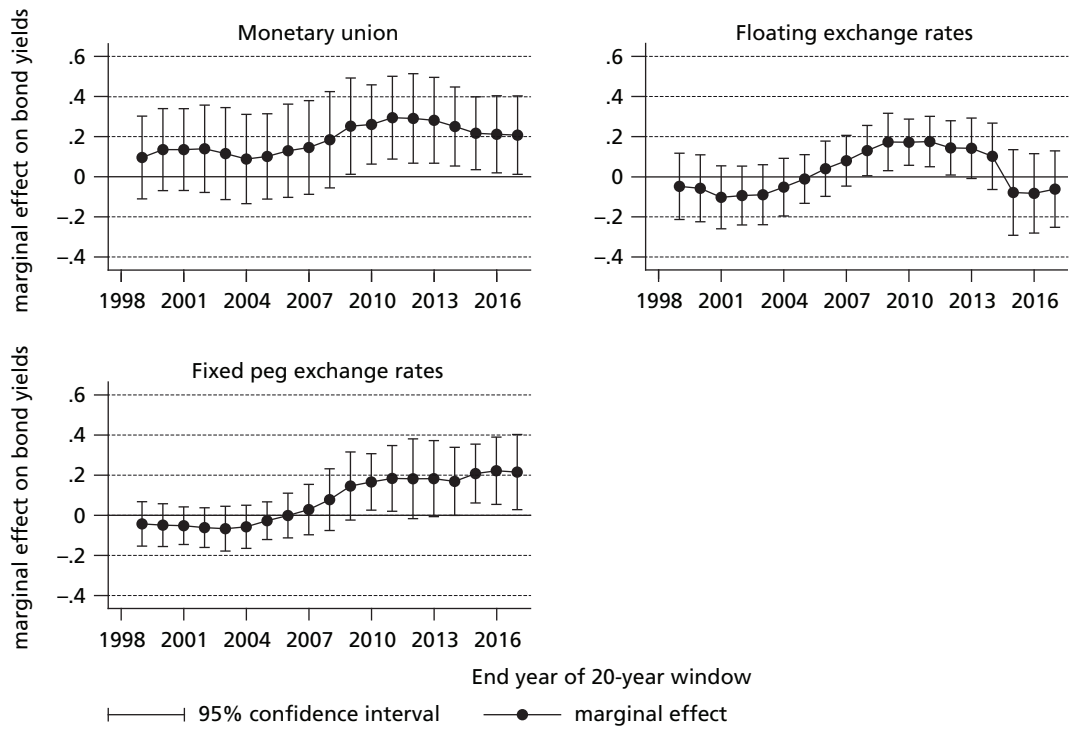 Monetary union
marginal effect on bond yields
.6
.4
.2
0
–.2
–.4
1998 2001 2004 2007 2010 2013 2016
Floating exchange rates
.6
.4
.2
0
–.2
–.4
1998 2001 2004 2007 2010 2013 2016
Fixed peg exchange rates
marginal effect on bond yields
.6
.4
.2
0
–.2
–.4
1998 2001 2004 2007 2010 2013 2016
End year of 20-year window
95% confidence interval marginal effect